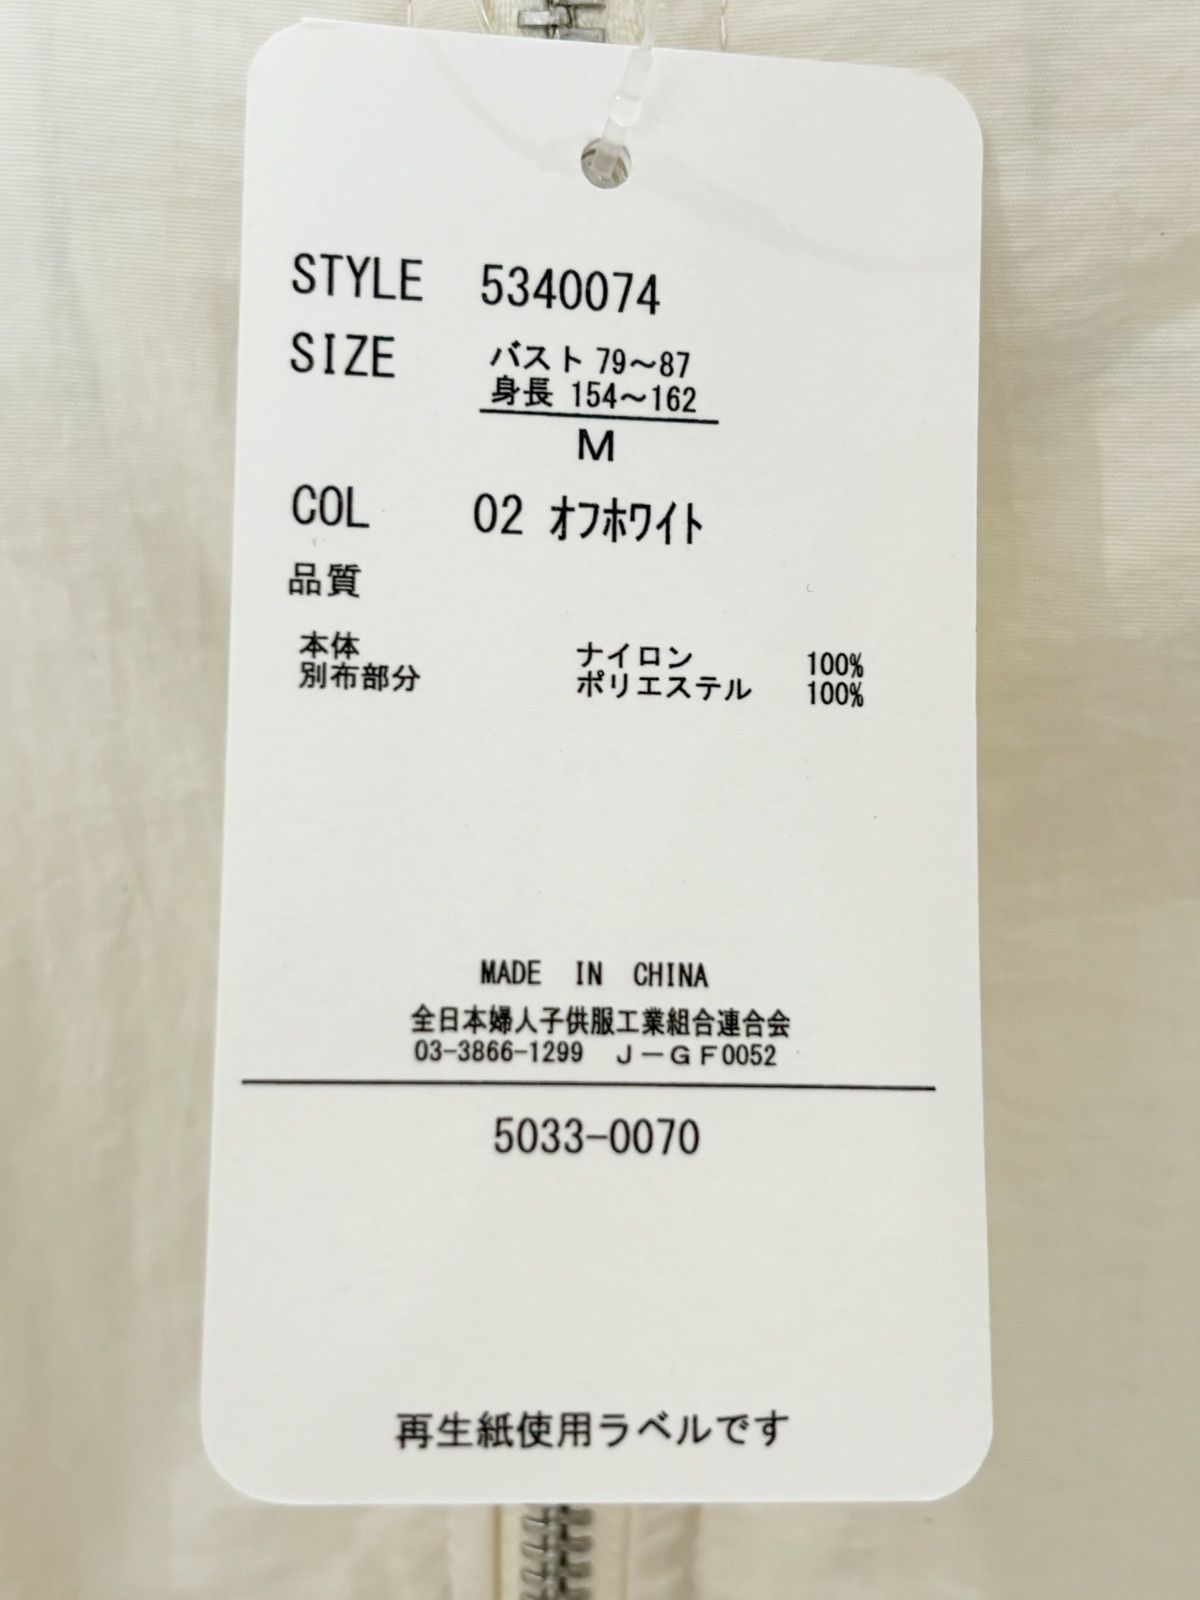 STYLE 5340074
SIZE バスト 79〜87
身長 154〜162
M
COL 02 オフホワイト
品質
本体 ナイロン 100%
別布部分 ポリエステル 100%
MADE IN CHINA
全日本婦人子供服工業組合連合会
03-3866-1299 J-GF0052
5033-0070
再生紙使用ラベルです